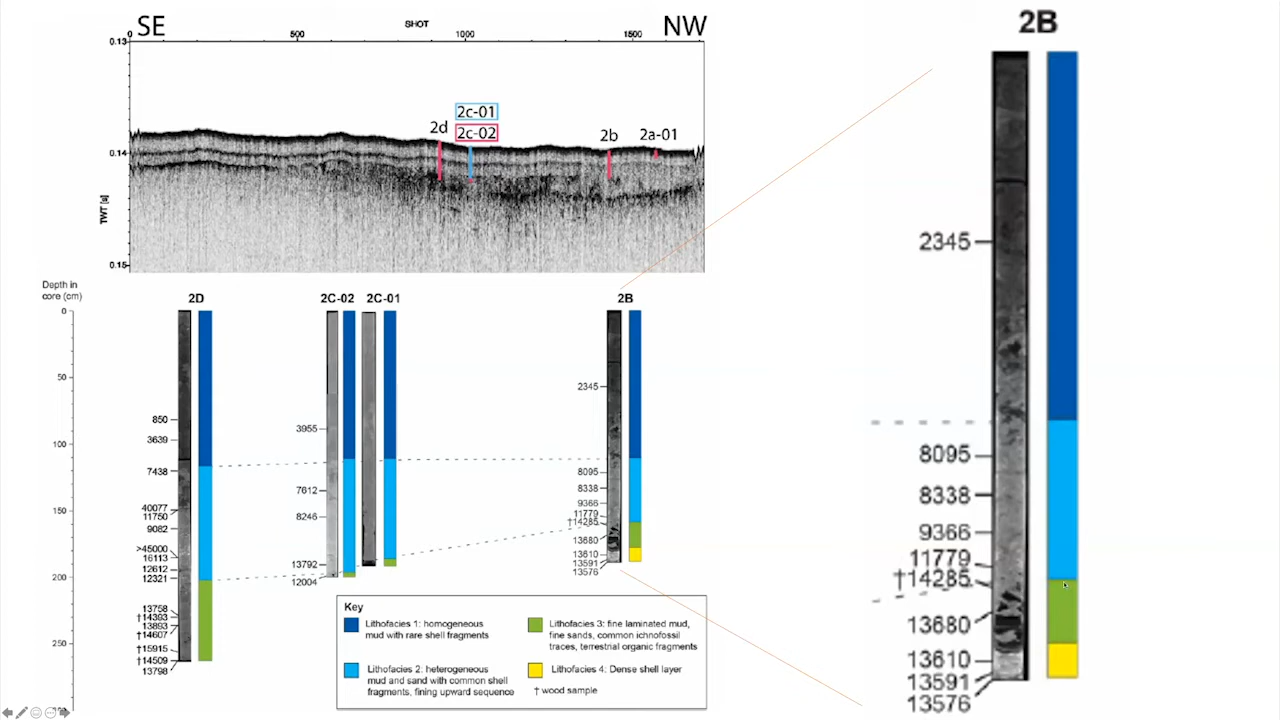 SE
SHOT
NW
0
500
1000
1500
0.13
0.14
0.15
TWT [s]
2c-01
2c-02
2d
2b
2a-01
Depth in
core (cm)
0
50
100
150
200
250
2D
850
3639
7438
40077
11750
9082
>45000
16113
12612
12321
13758
†14393
13893
†14607
†15915
†14509
13798
2C-02
2C-01
3955
7612
8246
13792
12004
2B
2345
8095
8338
9366
11779
†14285
13680
13610
13591
13576
Key
Lithofacies 1: homogeneous
mud with rare shell fragments
Lithofacies 2: heterogeneous
mud and sand with common shell
fragments, fining upward sequence
Lithofacies 3: fine laminated mud,
fine sands, common ichnofossil
traces, terrestrial organic fragments
Lithofacies 4: Dense shell layer
† wood sample
2B
2345
8095
8338
9366
11779
†14285
13680
13610
13591
13576